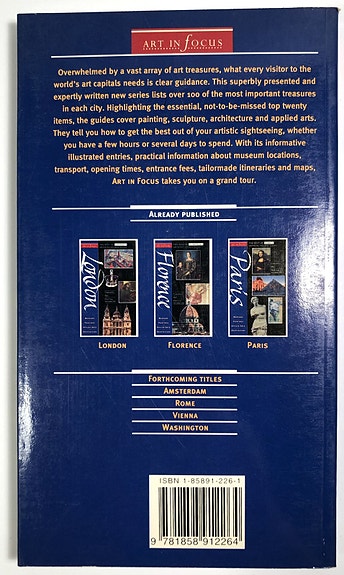 ART IN FOCUS
Overwhelmed by a vast array of art treasures, what every visitor to the
world's art capitals needs is clear guidance. This superbly presented and
expertly written new series lists over 100 of the most important treasures
in each city. Highlighting the essential, not-to-be-missed top twenty
items, the guides cover painting, sculpture, architecture and applied arts.
They tell you how to get the best out of your artistic sightseeing, whether
you have a few hours or several days to spend. With its informative
illustrated entries, practical information about museum locations,
transport, opening times, entrance fees, tailormade itineraries and maps,
ART IN FOCUS takes you on a grand tour.
ALREADY PUBLISHED
London
Florence
Paris
LONDON FLORENCE PARIS
FORTHCOMING TITLES
AMSTERDAM
ROME
VIENNA
WASHINGTON
ISBN 1-85891-226-1
9 781858 912264